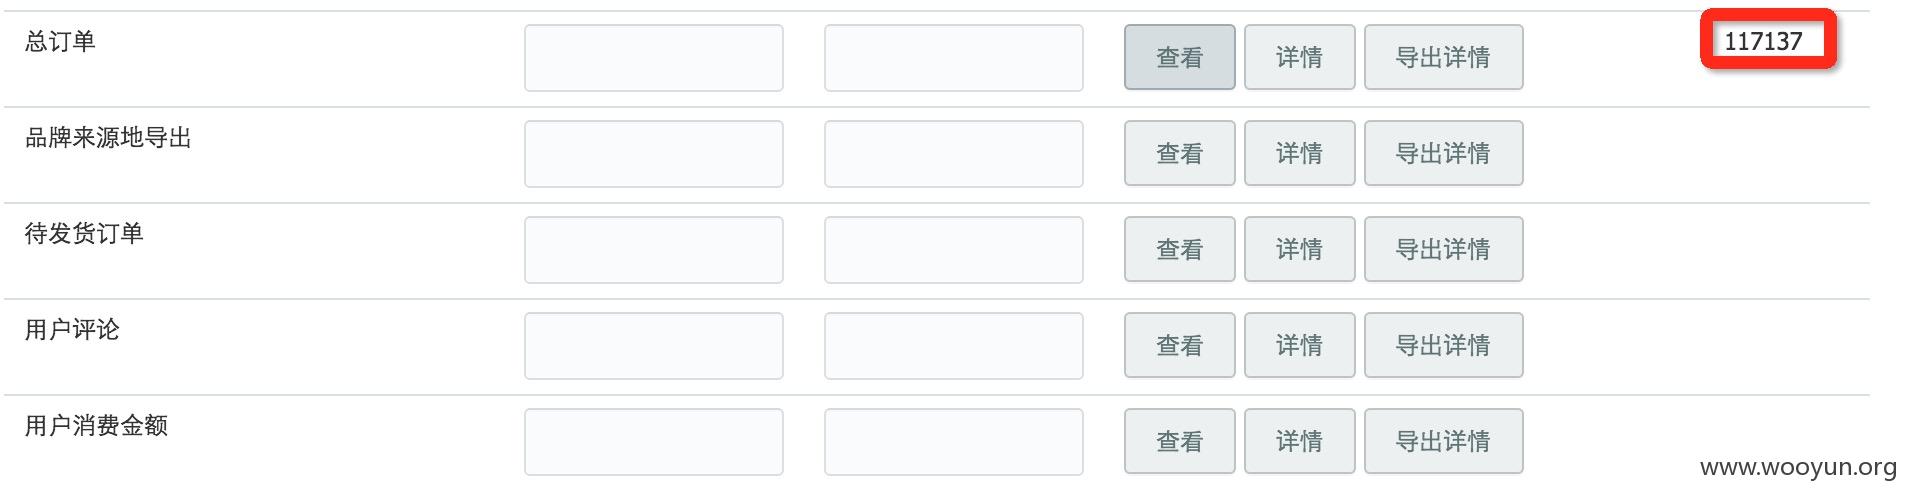 总订单 查看 详情 导出详情 117137
品牌来源地导出 查看 详情 导出详情
待发货订单 查看 详情 导出详情
用户评论 查看 详情 导出详情
用户消费金额 查看 详情 导出详情
www.wooyun.org